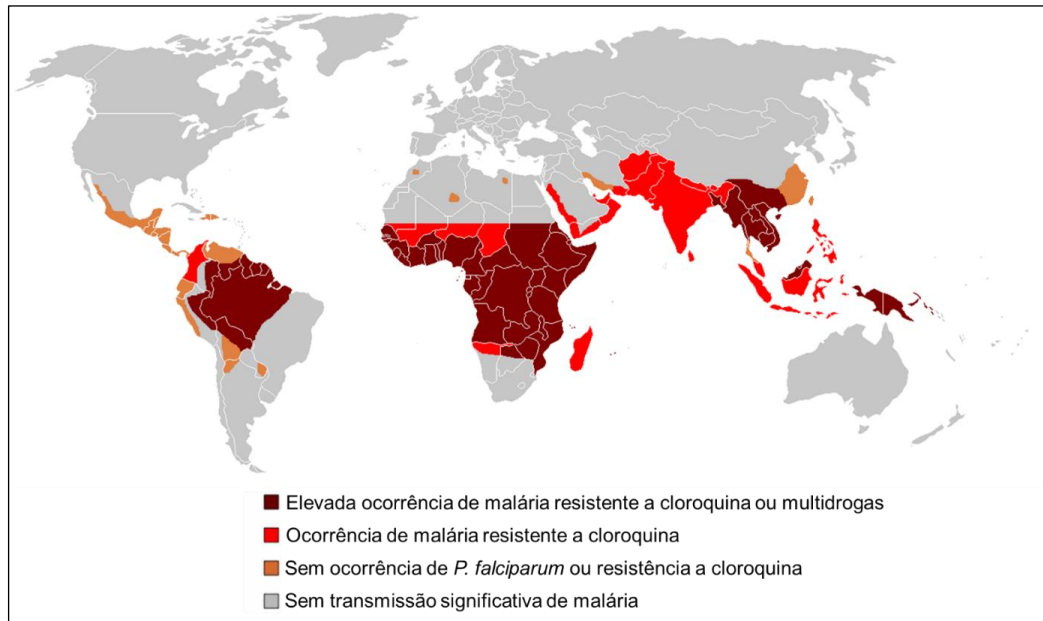 Elevada ocorrência de malária resistente a cloroquina ou multidrogas
Ocorrência de malária resistente a cloroquina
Sem ocorrência de P. falciparum ou resistência a cloroquina
Sem transmissão significativa de malária